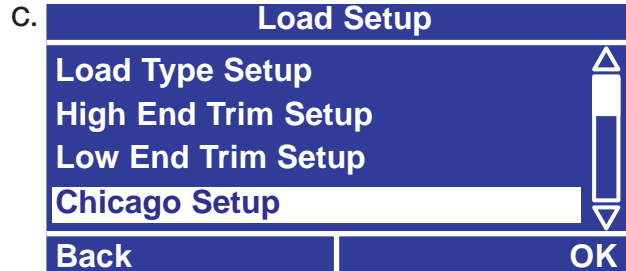 C. Load Setup
Load Type Setup
High End Trim Setup
Low End Trim Setup
Chicago Setup
Back OK